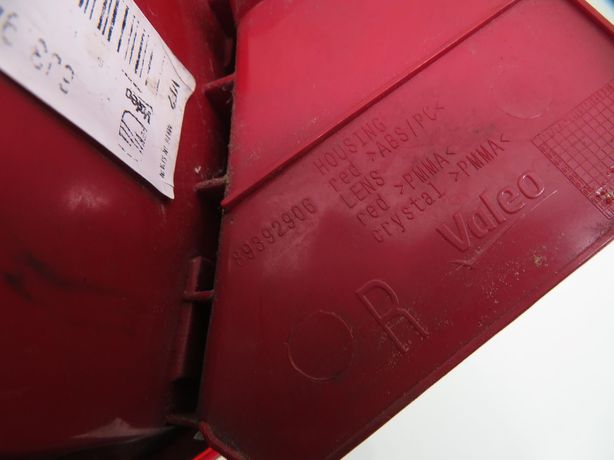 HOUSING
red >ABS/PC<
LENS
red >PMMA<
crystal >PMMA<
89392906
Valeo
R